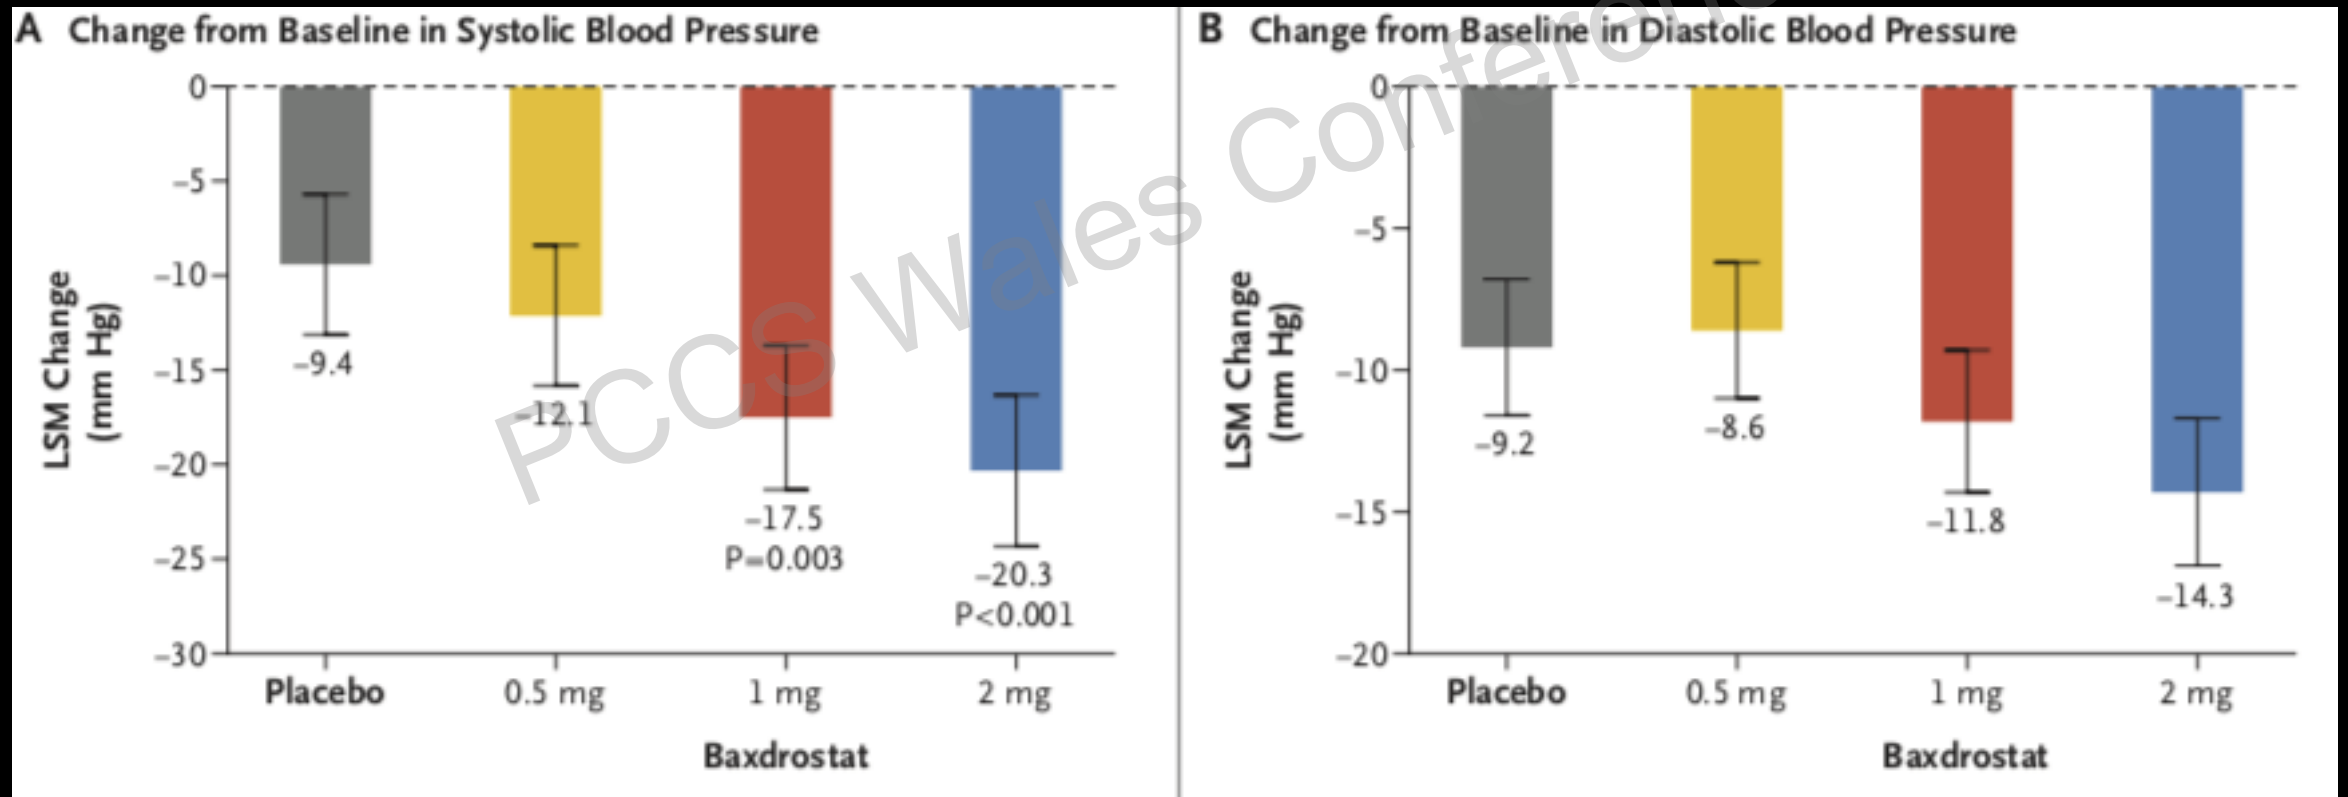 A Change from Baseline in Systolic Blood Pressure
0
–5
–10
–15
–20
–25
–30
LSM Change
(mm Hg)
–9.4
–12.1
–17.5
P=0.003
–20.3
P<0.001
Placebo
0.5 mg
1 mg
2 mg
Baxdrostat
B Change from Baseline in Diastolic Blood Pressure
0
–5
–10
–15
–20
LSM Change
(mm Hg)
–9.2
–8.6
–11.8
–14.3
Placebo
0.5 mg
1 mg
2 mg
Baxdrostat
PCCS Wales Conferen